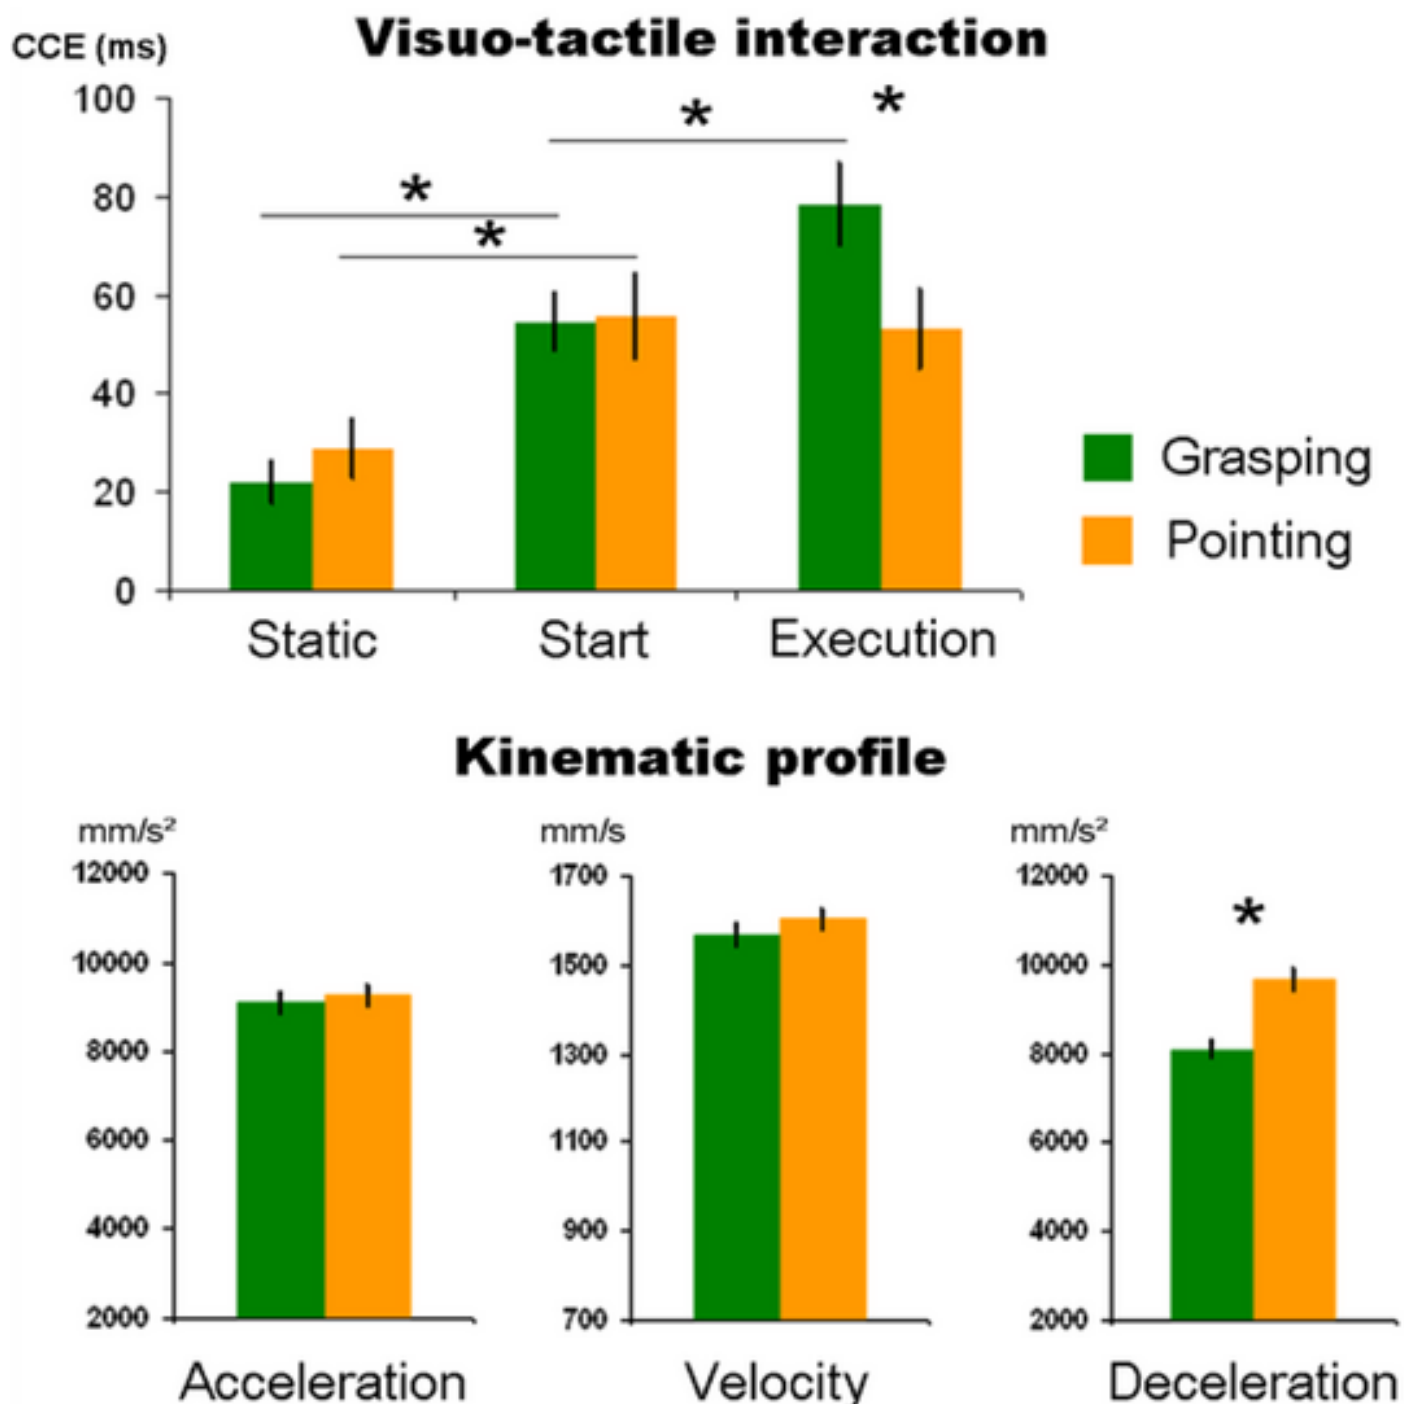 CCE (ms) Visuo-tactile interaction
100
*
*
80
*
*
60
40
20
0
Grasping
Pointing
Static Start Execution
Kinematic profile
mm/s² mm/s mm/s²
12000 1700 12000
*
10000 1500 10000
8000 1300 8000
6000 1100 6000
4000 900 4000
2000 700 2000
Acceleration Velocity Deceleration